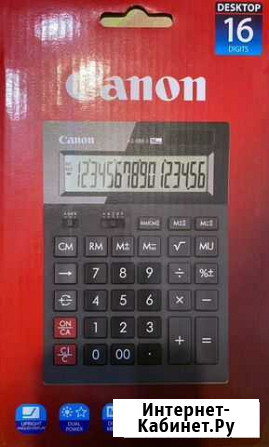 DESKTOP
16
DIGITS
Canon
Canon
1234567890123456
CM RM M± M= √ MU
→ 7 8 9 ÷ %±
4 5 6 × −
ON CA 1 2 3 + =
C 0 00 ·
UPRIGHT
DUAL POWER
Интернет-
Кабинет.Ру